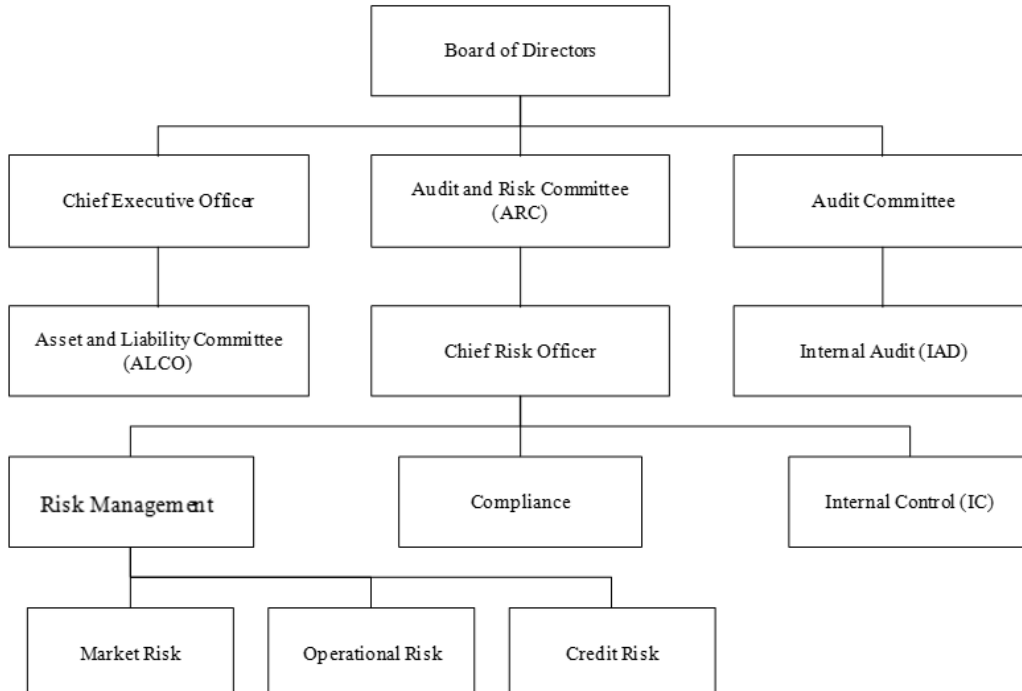 Board of Directors
Chief Executive Officer
Audit and Risk Committee
(ARC)
Audit Committee
Asset and Liability Committee
(ALCO)
Chief Risk Officer
Internal Audit (IAD)
Risk Management
Compliance
Internal Control (IC)
Market Risk
Operational Risk
Credit Risk